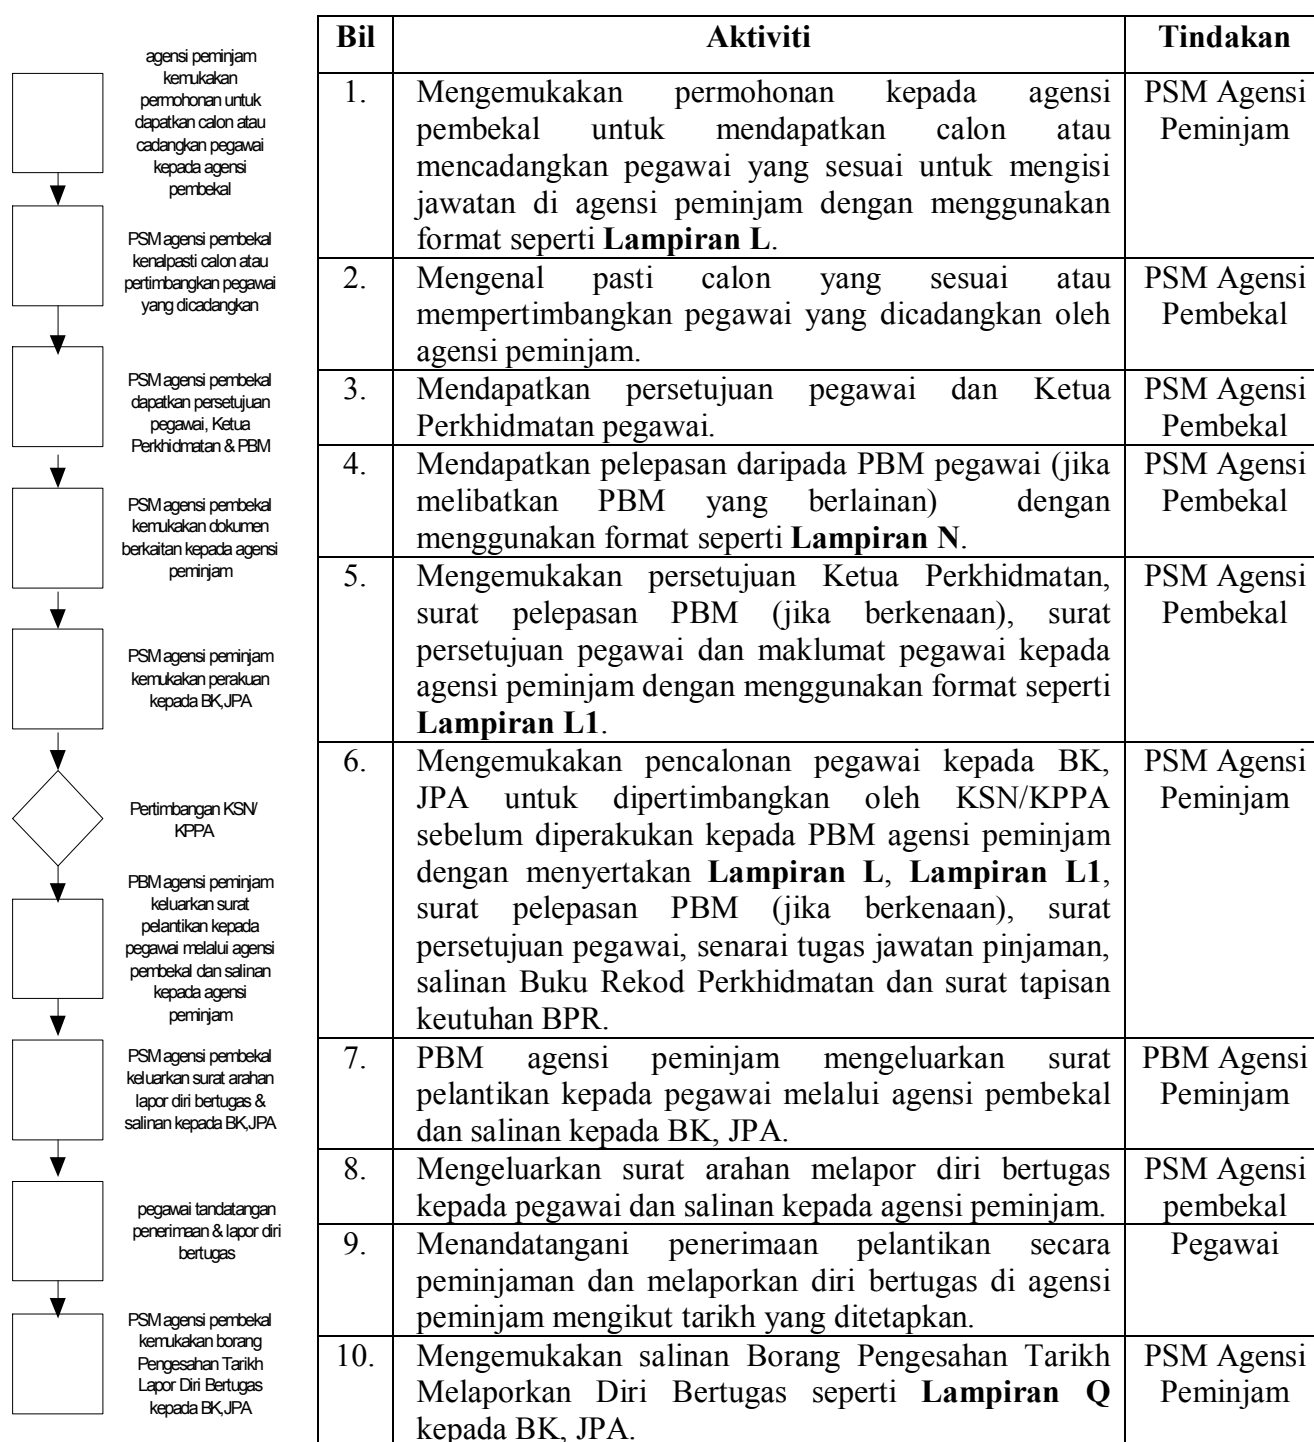 agensi peminjam
kemukakan
permohonan untuk
dapatkan calon atau
cadangkan pegawai
kepada agensi
pembekal
PSM agensi pembekal
kenalpasti calon atau
pertimbangkan pegawai
yang dicadangkan
PSM agensi pembekal
dapatkan persetujuan
pegawai, Ketua
Perkhidmatan & PBM
PSM agensi pembekal
kemukakan dokumen
berkaitan kepada agensi
peminjam
PSM agensi peminjam
kemukakan perakuan
kepada BK,JPA
Pertimbangan KSN/
KPPA
PBM agensi peminjam
keluarkan surat
pelantikan kepada
pegawai melalui agensi
pembekal dan salinan
kepada agensi
peminjam
PSM agensi pembekal
keluarkan surat arahan
lapor diri bertugas &
salinan kepada BK,JPA
pegawai tandatangan
penerimaan & lapor diri
bertugas
PSM agensi pembekal
kemukakan borang
Pengesahan Tarikh
Lapor Diri Bertugas
kepada BK,JPA
Bil Aktiviti Tindakan
1. Mengemukakan permohonan kepada agensi PSM Agensi
pembekal untuk mendapatkan calon atau Peminjam
mencadangkan pegawai yang sesuai untuk mengisi
jawatan di agensi peminjam dengan menggunakan
format seperti Lampiran L.
2. Mengenal pasti calon yang sesuai atau PSM Agensi
mempertimbangkan pegawai yang dicadangkan oleh Pembekal
agensi peminjam.
3. Mendapatkan persetujuan pegawai dan Ketua PSM Agensi
Perkhidmatan pegawai. Pembekal
4. Mendapatkan pelepasan daripada PBM pegawai (jika PSM Agensi
melibatkan PBM yang berlainan) dengan Pembekal
menggunakan format seperti Lampiran N.
5. Mengemukakan persetujuan Ketua Perkhidmatan, PSM Agensi
surat pelepasan PBM (jika berkenaan), surat Pembekal
persetujuan pegawai dan maklumat pegawai kepada
agensi peminjam dengan menggunakan format seperti
Lampiran L1.
6. Mengemukakan pencalonan pegawai kepada BK, PSM Agensi
JPA untuk dipertimbangkan oleh KSN/KPPA Peminjam
sebelum diperakukan kepada PBM agensi peminjam
dengan menyertakan Lampiran L, Lampiran L1,
surat pelepasan PBM (jika berkenaan), surat
persetujuan pegawai, senarai tugas jawatan pinjaman,
salinan Buku Rekod Perkhidmatan dan surat tapisan
keutuhan BPR.
7. PBM agensi peminjam mengeluarkan surat PBM Agensi
pelantikan kepada pegawai melalui agensi pembekal Peminjam
dan salinan kepada BK, JPA.
8. Mengeluarkan surat arahan melapor diri bertugas PSM Agensi
kepada pegawai dan salinan kepada agensi peminjam. pembekal
9. Menandatangani penerimaan pelantikan secara Pegawai
peminjaman dan melaporkan diri bertugas di agensi
peminjam mengikut tarikh yang ditetapkan.
10. Mengemukakan salinan Borang Pengesahan Tarikh PSM Agensi
Melaporkan Diri Bertugas seperti Lampiran Q Peminjam
kepada BK, JPA.